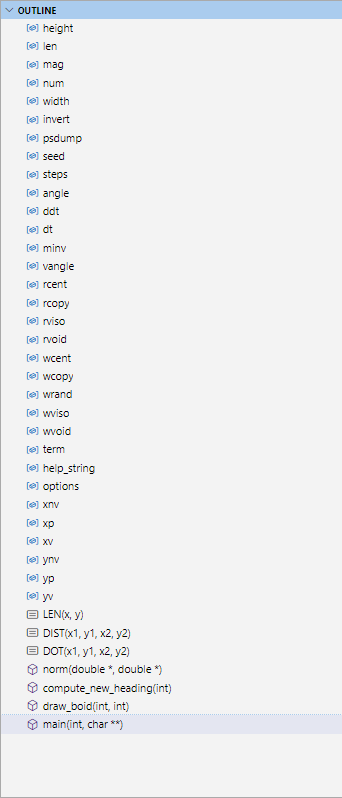 OUTLINE
height
len
mag
num
width
invert
psdump
seed
steps
angle
ddt
dt
minv
vangle
rcent
rcopy
rviso
rvoid
wcent
wcopy
wrand
wviso
wvoid
term
help_string
options
xnv
xp
xv
ynv
yp
yv
LEN(x, y)
DIST(x1, y1, x2, y2)
DOT(x1, y1, x2, y2)
norm(double *, double *)
compute_new_heading(int)
draw_boid(int, int)
main(int, char **)